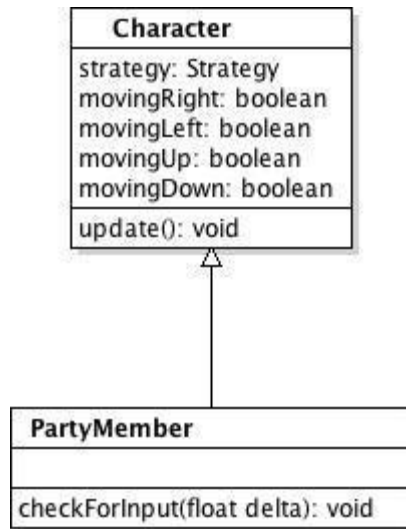 Character
strategy: Strategy
movingRight: boolean
movingLeft: boolean
movingUp: boolean
movingDown: boolean
update(): void
PartyMember
checkForInput(float delta): void